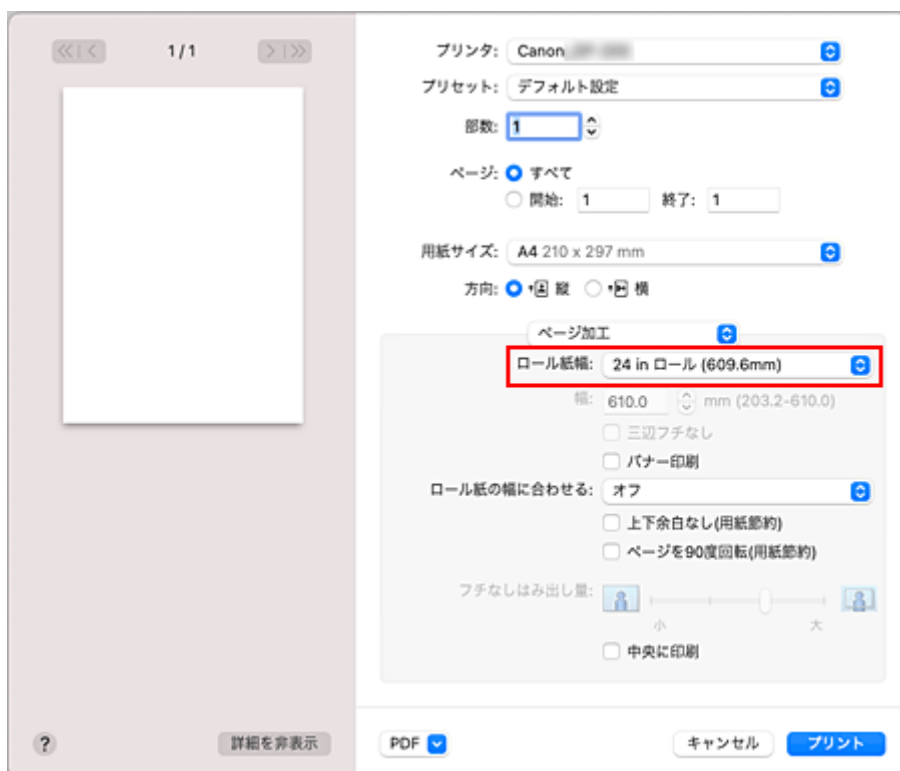 1/1
プリンタ: Canon
プリセット: デフォルト設定
部数: 1
ページ: すべて
開始: 1 終了: 1
用紙サイズ: A4 210 x 297 mm
方向: 縦 横
ページ加工
ロール紙幅: 24 in ロール (609.6mm)
幅: 610.0 mm (203.2-610.0)
三辺フチなし
バナー印刷
ロール紙の幅に合わせる: オフ
上下余白なし(用紙節約)
ページを90度回転(用紙節約)
フチなしはみ出し量:
小 大
中央に印刷
? 詳細を非表示 PDF キャンセル プリント